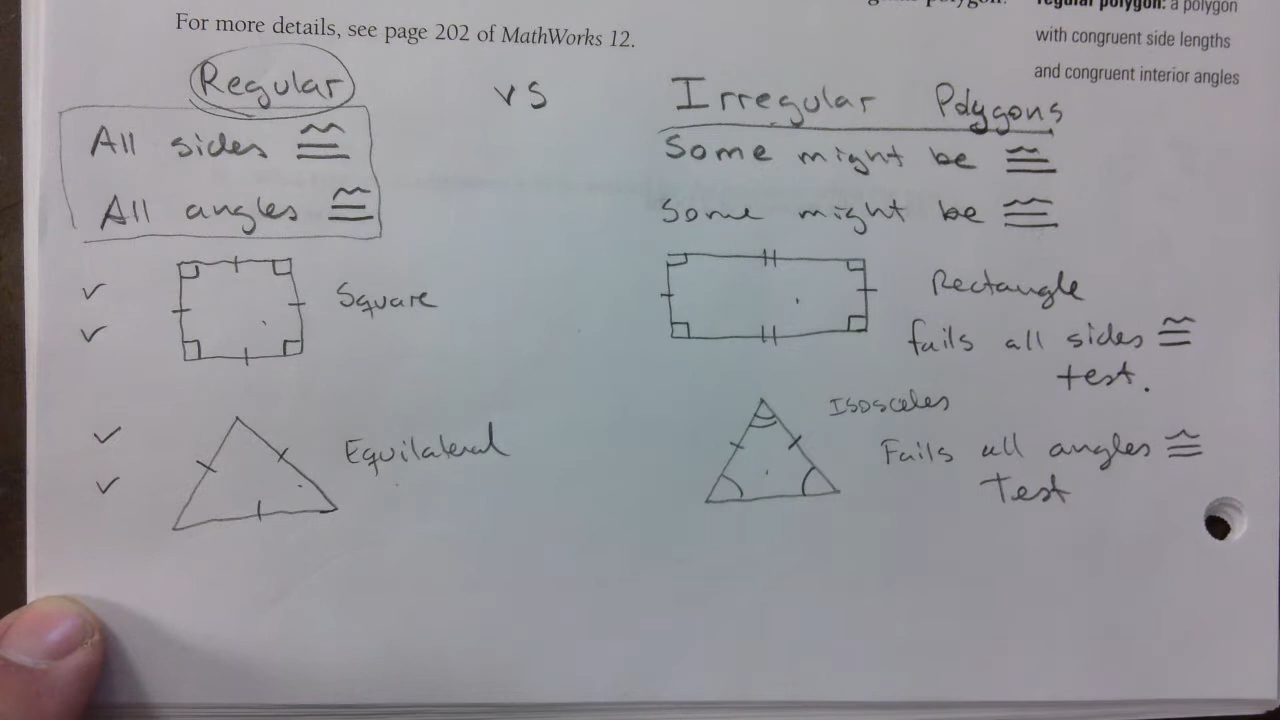 regular polygon: a polygon
with congruent side lengths
and congruent interior angles
For more details, see page 202 of MathWorks 12.
Regular vs Irregular Polygons
All sides ≅
All angles ≅
Some might be ≅
Some might be ≅
Square
Rectangle
fails all sides ≅
test.
Equilateral
Isosceles
Fails all angles ≅
Test